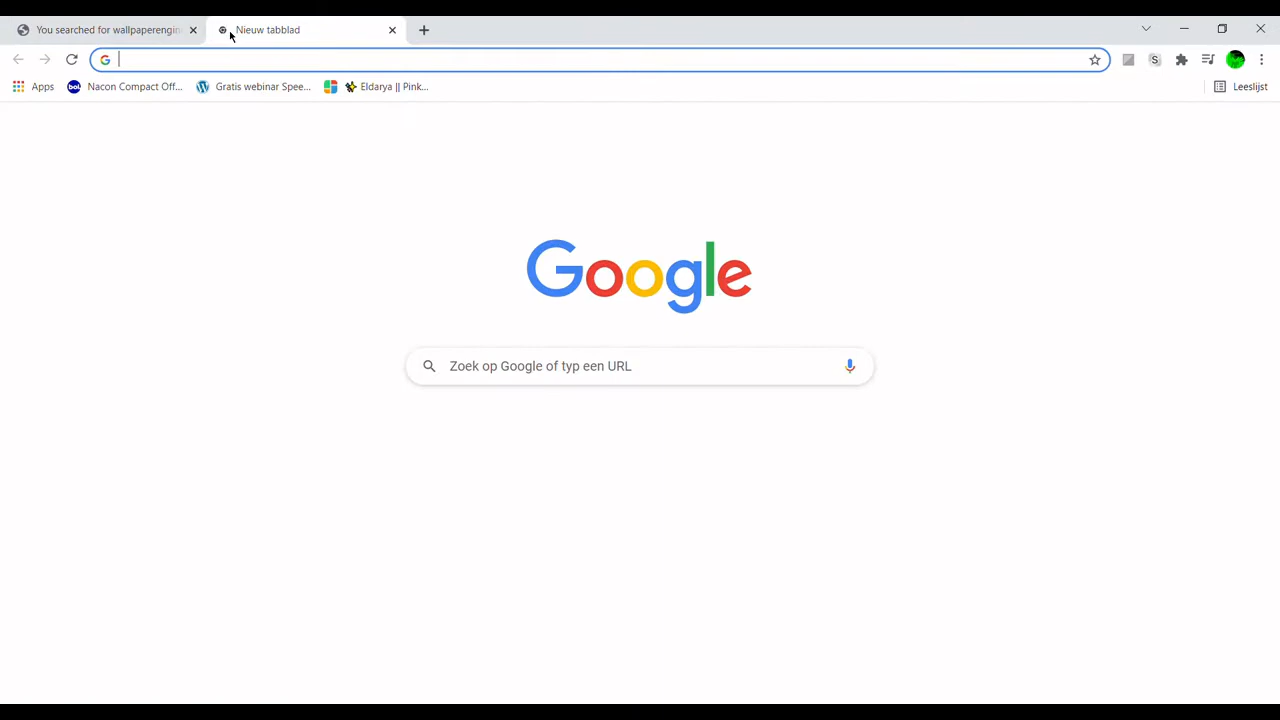 You searched for wallpaperengin
Nieuw tabblad
Apps
bol
Nacon Compact Off...
Gratis webinar Spee...
Eldarya || Pink...
Leeslijst
Google
Zoek op Google of typ een URL